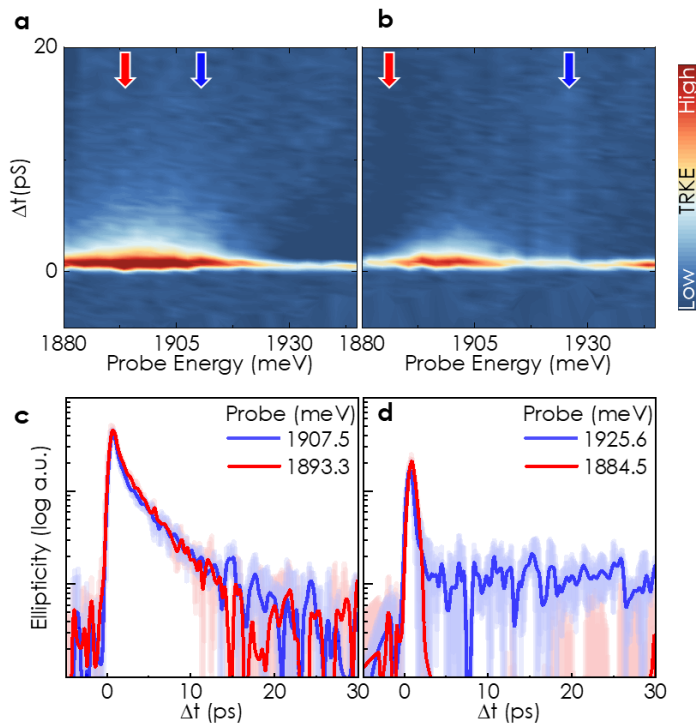 a
b
20
0
Δt(pS)
1880
1905
1930
1880
1905
1930
Probe Energy (meV)
Probe Energy (meV)
High
TRKE
Low
c
d
Probe (meV)
1907.5
1893.3
Probe (meV)
1925.6
1884.5
Ellipticity (log a.u.)
0
10
20
30
0
10
20
30
Δt (ps)
Δt (ps)